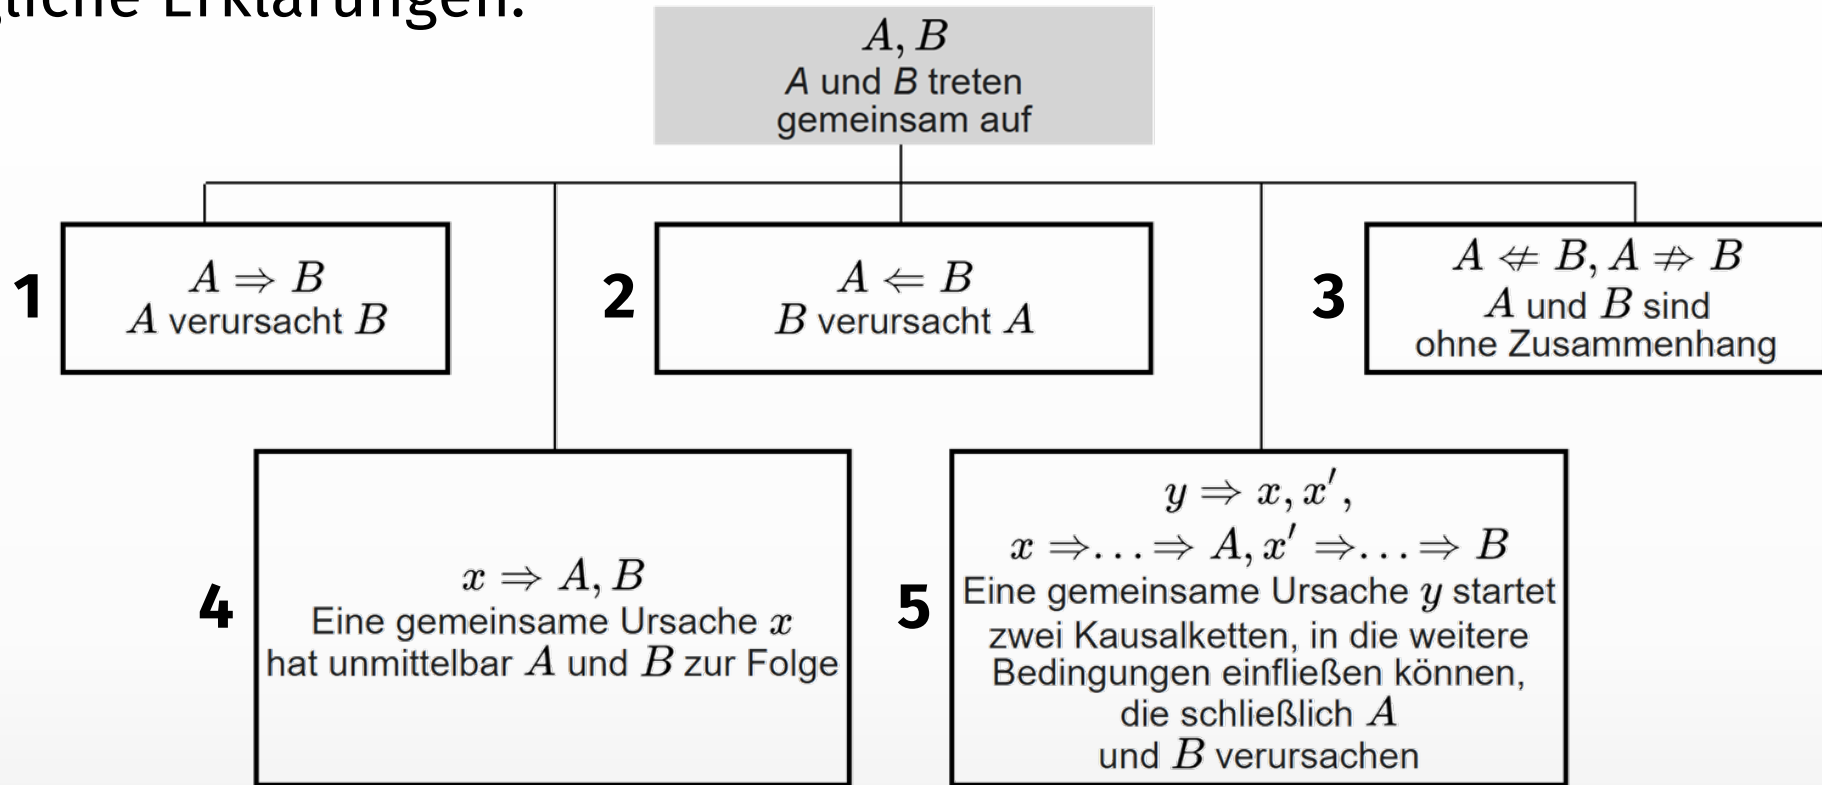 Erklärungen:
A, B
A und B treten
gemeinsam auf
1
A ⇒ B
A verursacht B
2
A ⇐ B
B verursacht A
3
A ⇍ B, A ⇏ B
A und B sind
ohne Zusammenhang
4
x ⇒ A, B
Eine gemeinsame Ursache x
hat unmittelbar A und B zur Folge
5
y ⇒ x, x′,
x ⇒…⇒ A, x′ ⇒…⇒ B
Eine gemeinsame Ursache y startet
zwei Kausalketten, in die weitere
Bedingungen einfließen können,
die schließlich A
und B verursachen